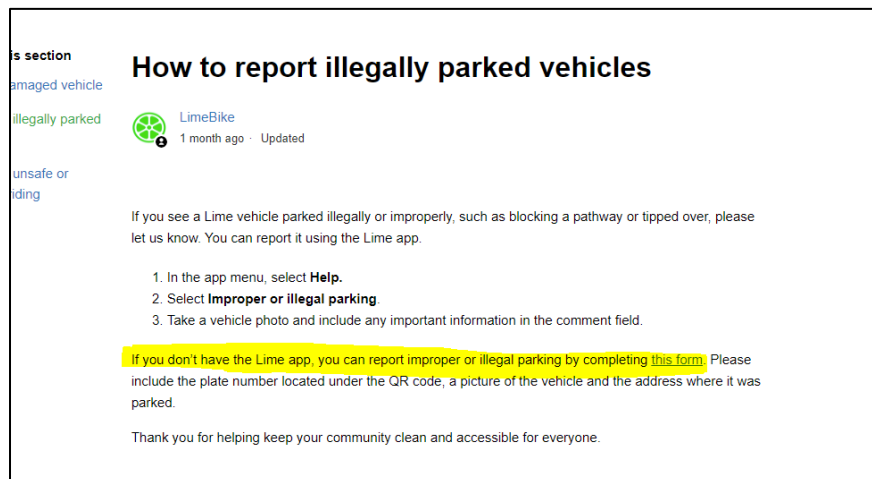 is section
amaged vehicle
illegally parked
unsafe or
iding
How to report illegally parked vehicles
LimeBike
1 month ago · Updated
If you see a Lime vehicle parked illegally or improperly, such as blocking a pathway or tipped over, please
let us know. You can report it using the Lime app.
1. In the app menu, select Help.
2. Select Improper or illegal parking.
3. Take a vehicle photo and include any important information in the comment field.
If you don't have the Lime app, you can report improper or illegal parking by completing this form. Please
include the plate number located under the QR code, a picture of the vehicle and the address where it was
parked.
Thank you for helping keep your community clean and accessible for everyone.